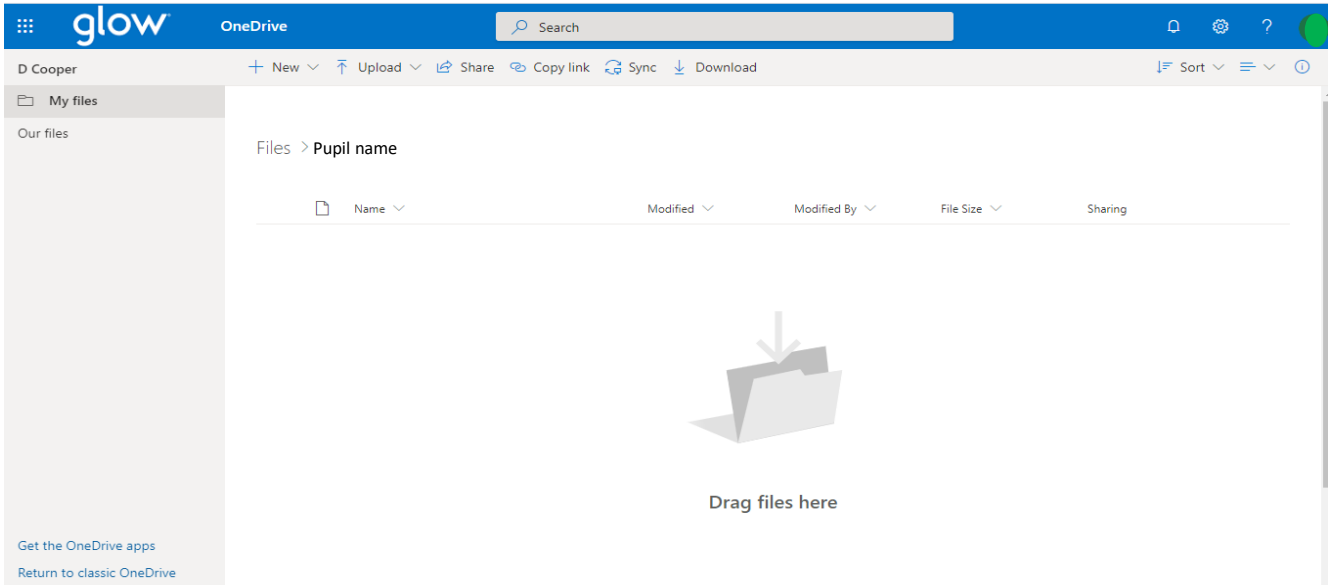 glow OneDrive Search ?
D Cooper + New Upload Share Copy link Sync Download Sort
My files
Our files
Files > Pupil name
Name Modified Modified By File Size Sharing
Drag files here
Get the OneDrive apps
Return to classic OneDrive